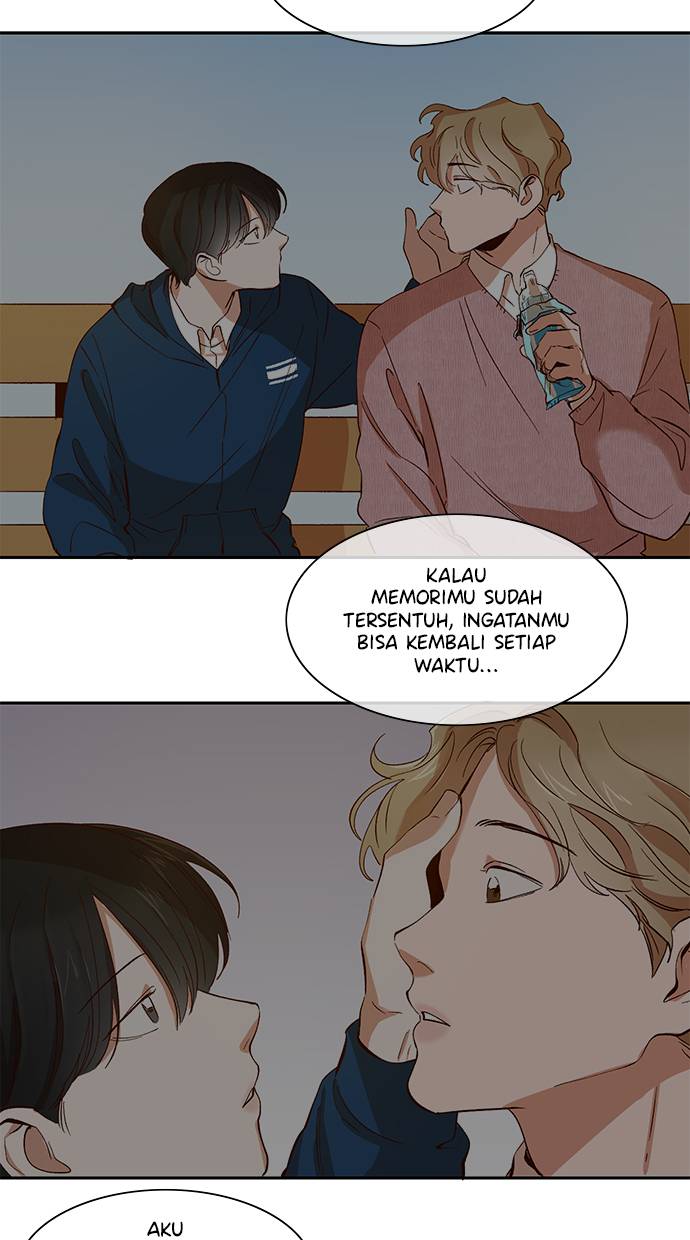 KALAU
MEMORIMU SUDAH
TERSENTUH, INGATANMU
BISA KEMBALI SETIAP
WAKTU...
AKU